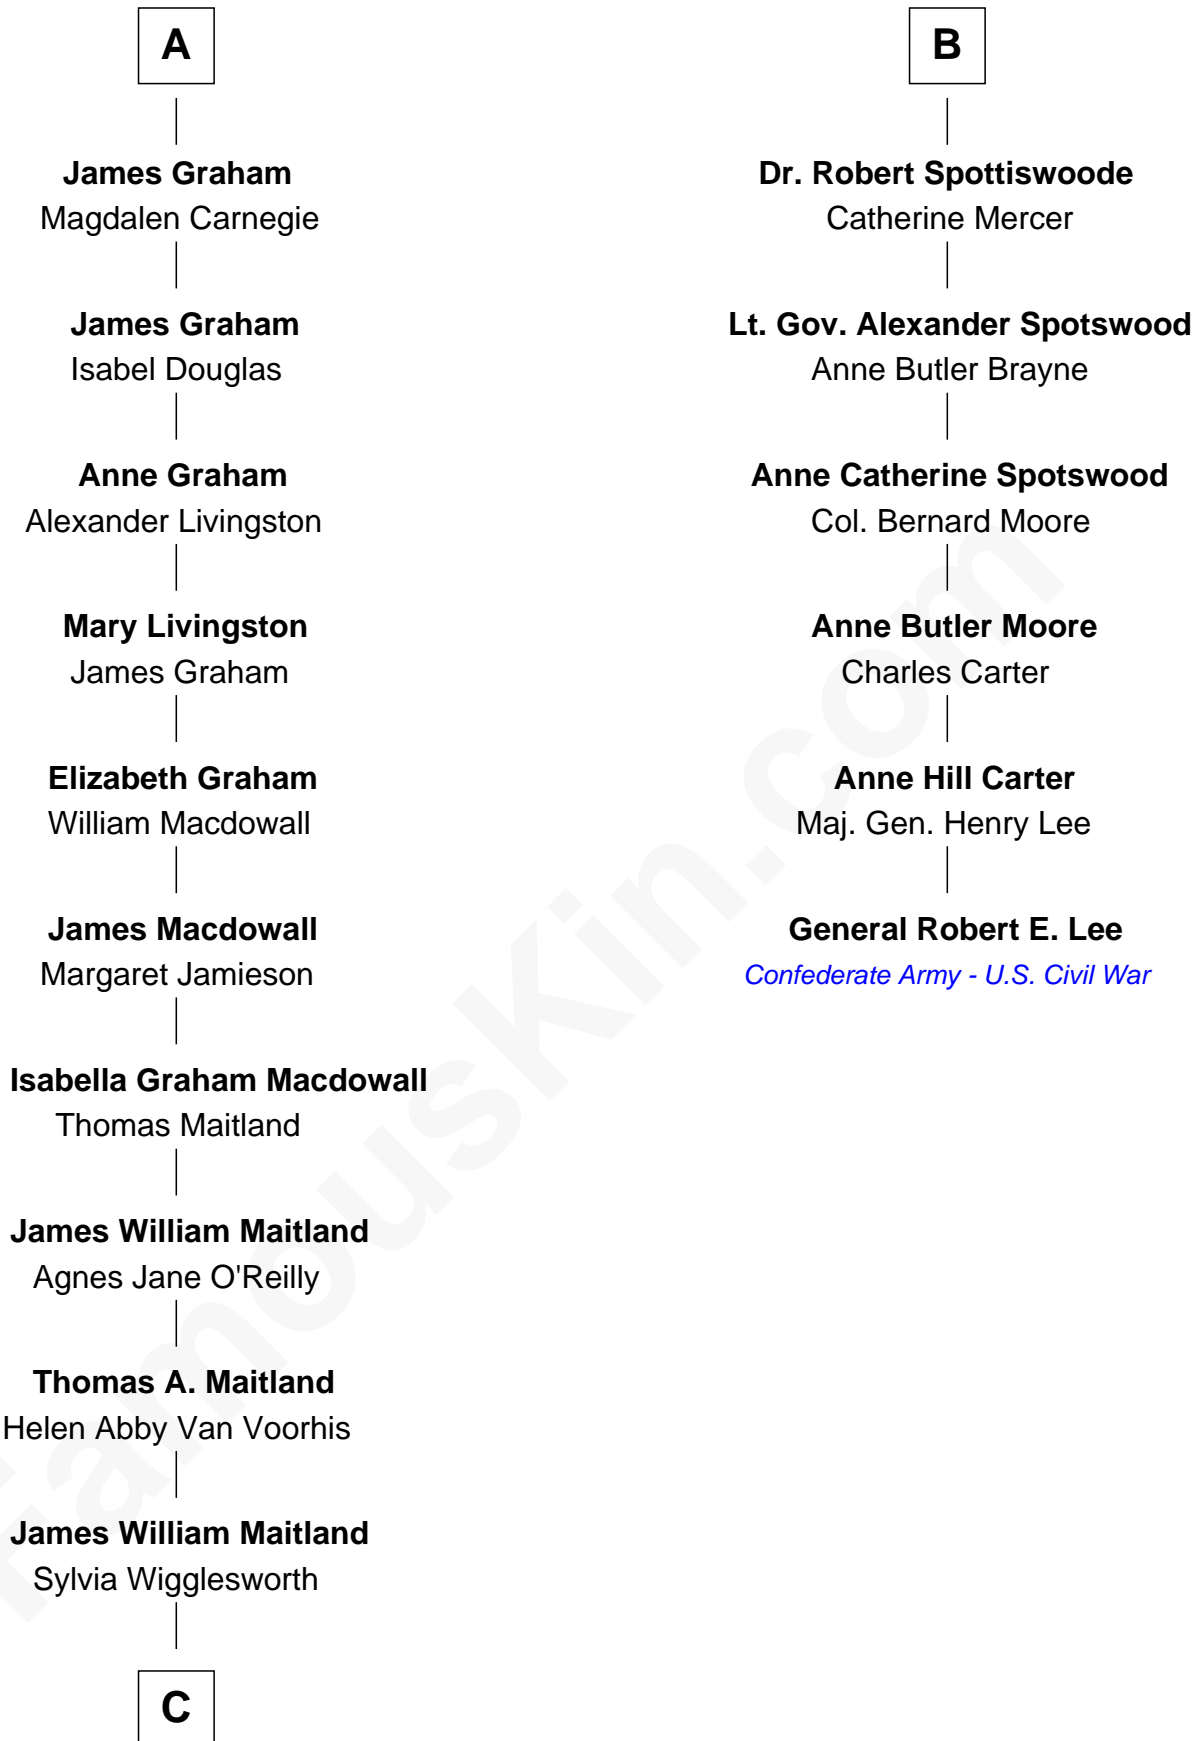 A
James Graham
Magdalen Carnegie
James Graham
Isabel Douglas
Anne Graham
Alexander Livingston
Mary Livingston
James Graham
Elizabeth Graham
William Macdowall
James Macdowall
Margaret Jamieson
Isabella Graham Macdowall
Thomas Maitland
James William Maitland
Agnes Jane O'Reilly
Thomas A. Maitland
Helen Abby Van Voorhis
James William Maitland
Sylvia Wigglesworth
C
B
Dr. Robert Spottiswoode
Catherine Mercer
Lt. Gov. Alexander Spotswood
Anne Butler Brayne
Anne Catherine Spotswood
Col. Bernard Moore
Anne Butler Moore
Charles Carter
Anne Hill Carter
Maj. Gen. Henry Lee
General Robert E. Lee
Confederate Army - U.S. Civil War
FamousKin.com